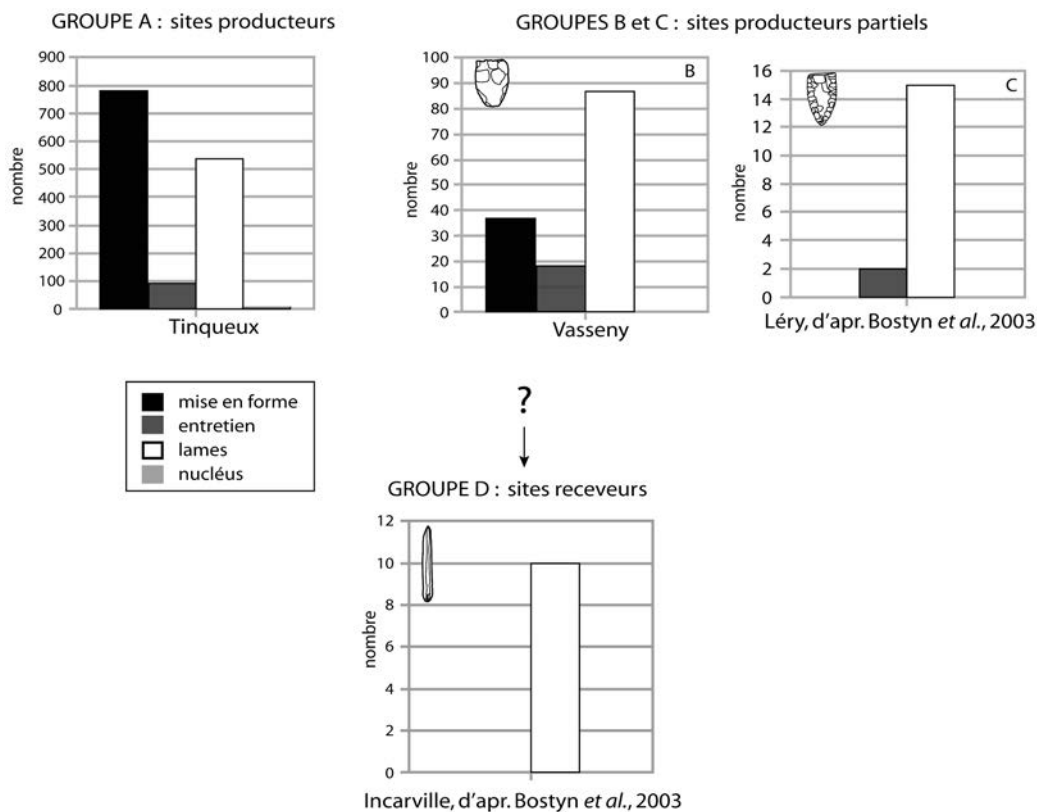 GROUPE A : sites producteurs
GROUPES B et C : sites producteurs partiels
900
800
700
600
500
400
300
200
100
0
nombre
Tinqueux
100
90
80
70
60
50
40
30
20
10
0
nombre
B
Vasseny
16
14
12
10
8
6
4
2
0
nombre
C
Léry, d'apr. Bostyn et al., 2003
mise en forme
entretien
lames
nucléus
?
GROUPE D : sites receveurs
12
10
8
6
4
2
0
nombre
Incarville, d'apr. Bostyn et al., 2003